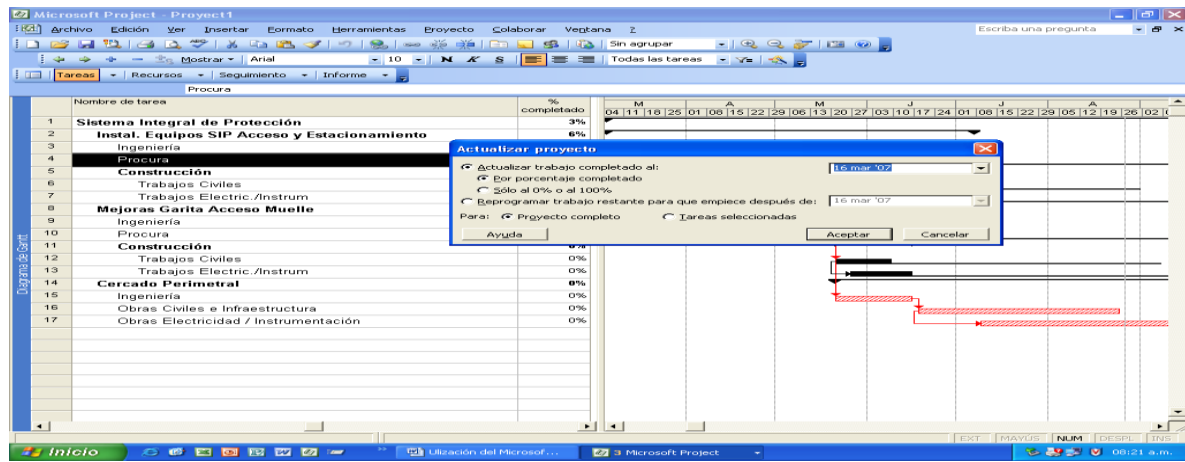 Microsoft Project - Proyect1
Archivo Edición Ver Insertar Formato Herramientas Proyecto Colaborar Ventana ?
Escriba una pregunta
Sin agrupar
Mostrar Arial 10 N K S Todas las tareas
Tareas Recursos Seguimiento Informe
Procura
Nombre de tarea % completado
M A M J J A
04 11 18 25 01 08 15 22 29 06 13 20 27 03 10 17 24 01 08 15 22 29 05 12 19 26 02
1 Sistema Integral de Protección 3%
2 Instal. Equipos SIP Acceso y Estacionamiento 6%
3 Ingeniería
4 Procura
5 Construcción
6 Trabajos Civiles
7 Trabajos Electric./Instrum
8 Mejoras Garita Acceso Muelle
9 Ingeniería
10 Procura
11 Construcción 0%
12 Trabajos Civiles 0%
13 Trabajos Electric./Instrum 0%
14 Cercado Perimetral 0%
15 Ingeniería 0%
16 Obras Civiles e Infraestructura 0%
17 Obras Electricidad / Instrumentación 0%
Diagrama de Gantt
Actualizar proyecto
Actualizar trabajo completado al: 16 mar '07
Por porcentaje completado
Sólo al 0% o al 100%
Reprogramar trabajo restante para que empiece después de: 16 mar '07
Para: Proyecto completo Tareas seleccionadas
Ayuda Aceptar Cancelar
EXT MAYÚS NUM DESPL INS
Inicio
Ulización del Microsof...
3 Microsoft Project
08:21 a.m.